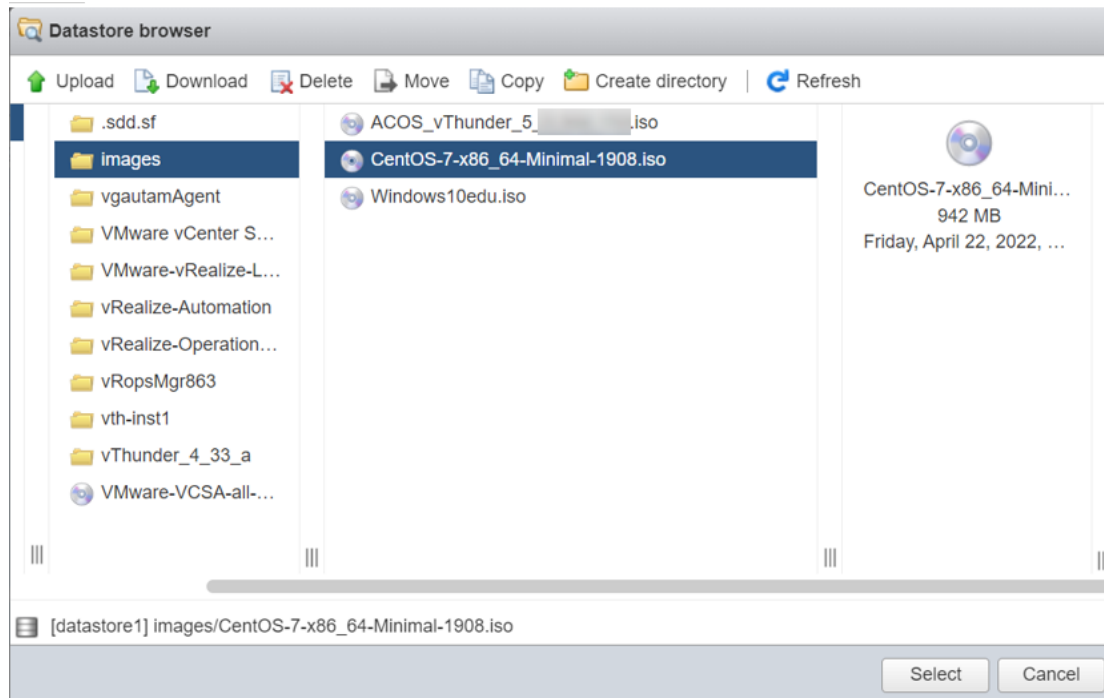 Datastore browser
Upload Download Delete Move Copy Create directory Refresh
.sdd.sf
images
vgautamAgent
VMware vCenter S...
VMware-vRealize-L...
vRealize-Automation
vRealize-Operation...
vRopsMgr863
vth-inst1
vThunder_4_33_a
VMware-VCSA-all-...
ACOS_vThunder_5_ .iso
CentOS-7-x86_64-Minimal-1908.iso
Windows10edu.iso
CentOS-7-x86_64-Mini...
942 MB
Friday, April 22, 2022, ...
[datastore1] images/CentOS-7-x86_64-Minimal-1908.iso
Select Cancel